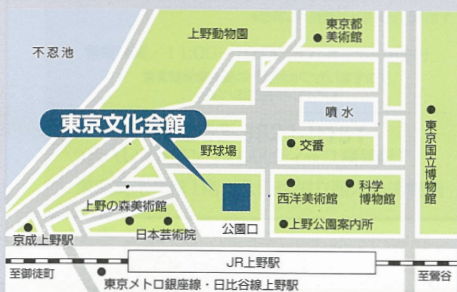 上野動物園
東京都
美術館
不忍池
噴水
東京文化会館
野球場
交番
東京国立博物館
西洋美術館
科学
博物館
上野の森美術館
日本芸術院
公園口
上野公園案内所
京成上野駅
JR上野駅
至御徒町
至鶯谷
東京メトロ銀座線・日比谷線上野駅